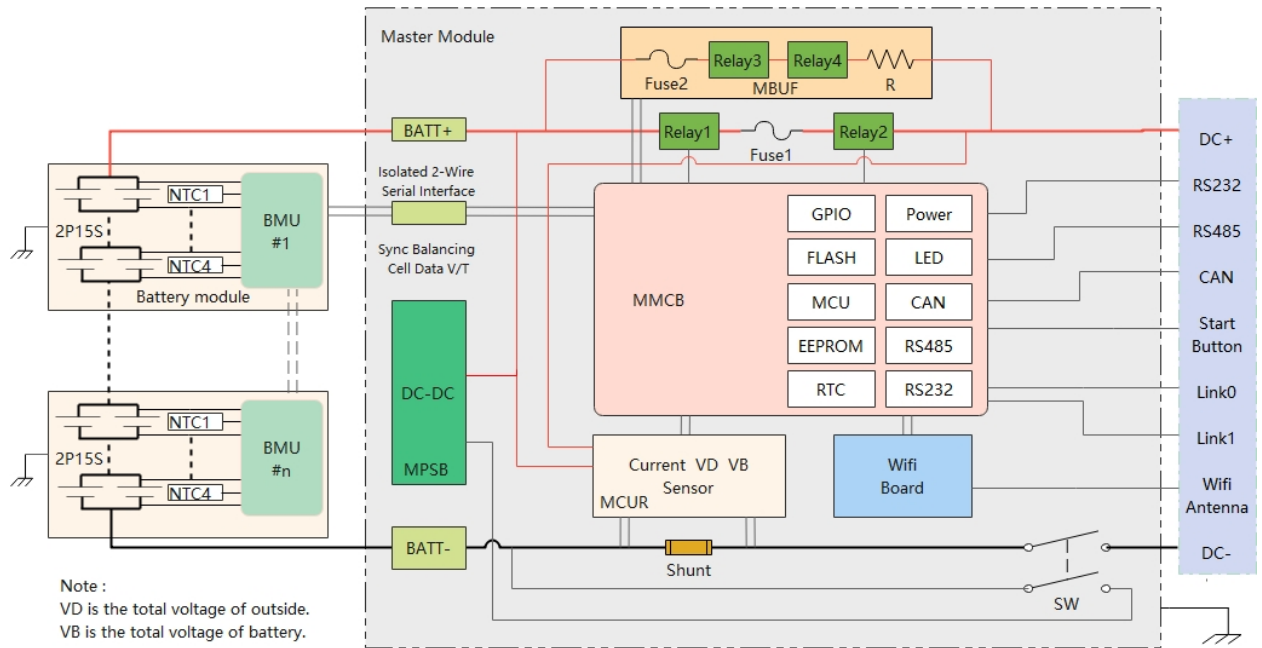 Master Module
Fuse2
Relay3
Relay4
R
MBUF
BATT+
Relay1
Fuse1
Relay2
DC+
Isolated 2-Wire
Serial Interface
RS232
RS485
CAN
Start
Button
Link0
Link1
Wifi
Antenna
DC-
2P15S
NTC1
NTC4
BMU
#1
Battery module
Sync Balancing
Cell Data V/T
MMCB
GPIO
Power
FLASH
LED
MCU
CAN
EEPROM
RS485
RTC
RS232
DC-DC
MPSB
2P15S
NTC1
NTC4
BMU
#n
Current VD VB
Sensor
MCUR
Wifi
Board
BATT-
Shunt
SW
Note :
VD is the total voltage of outside.
VB is the total voltage of battery.